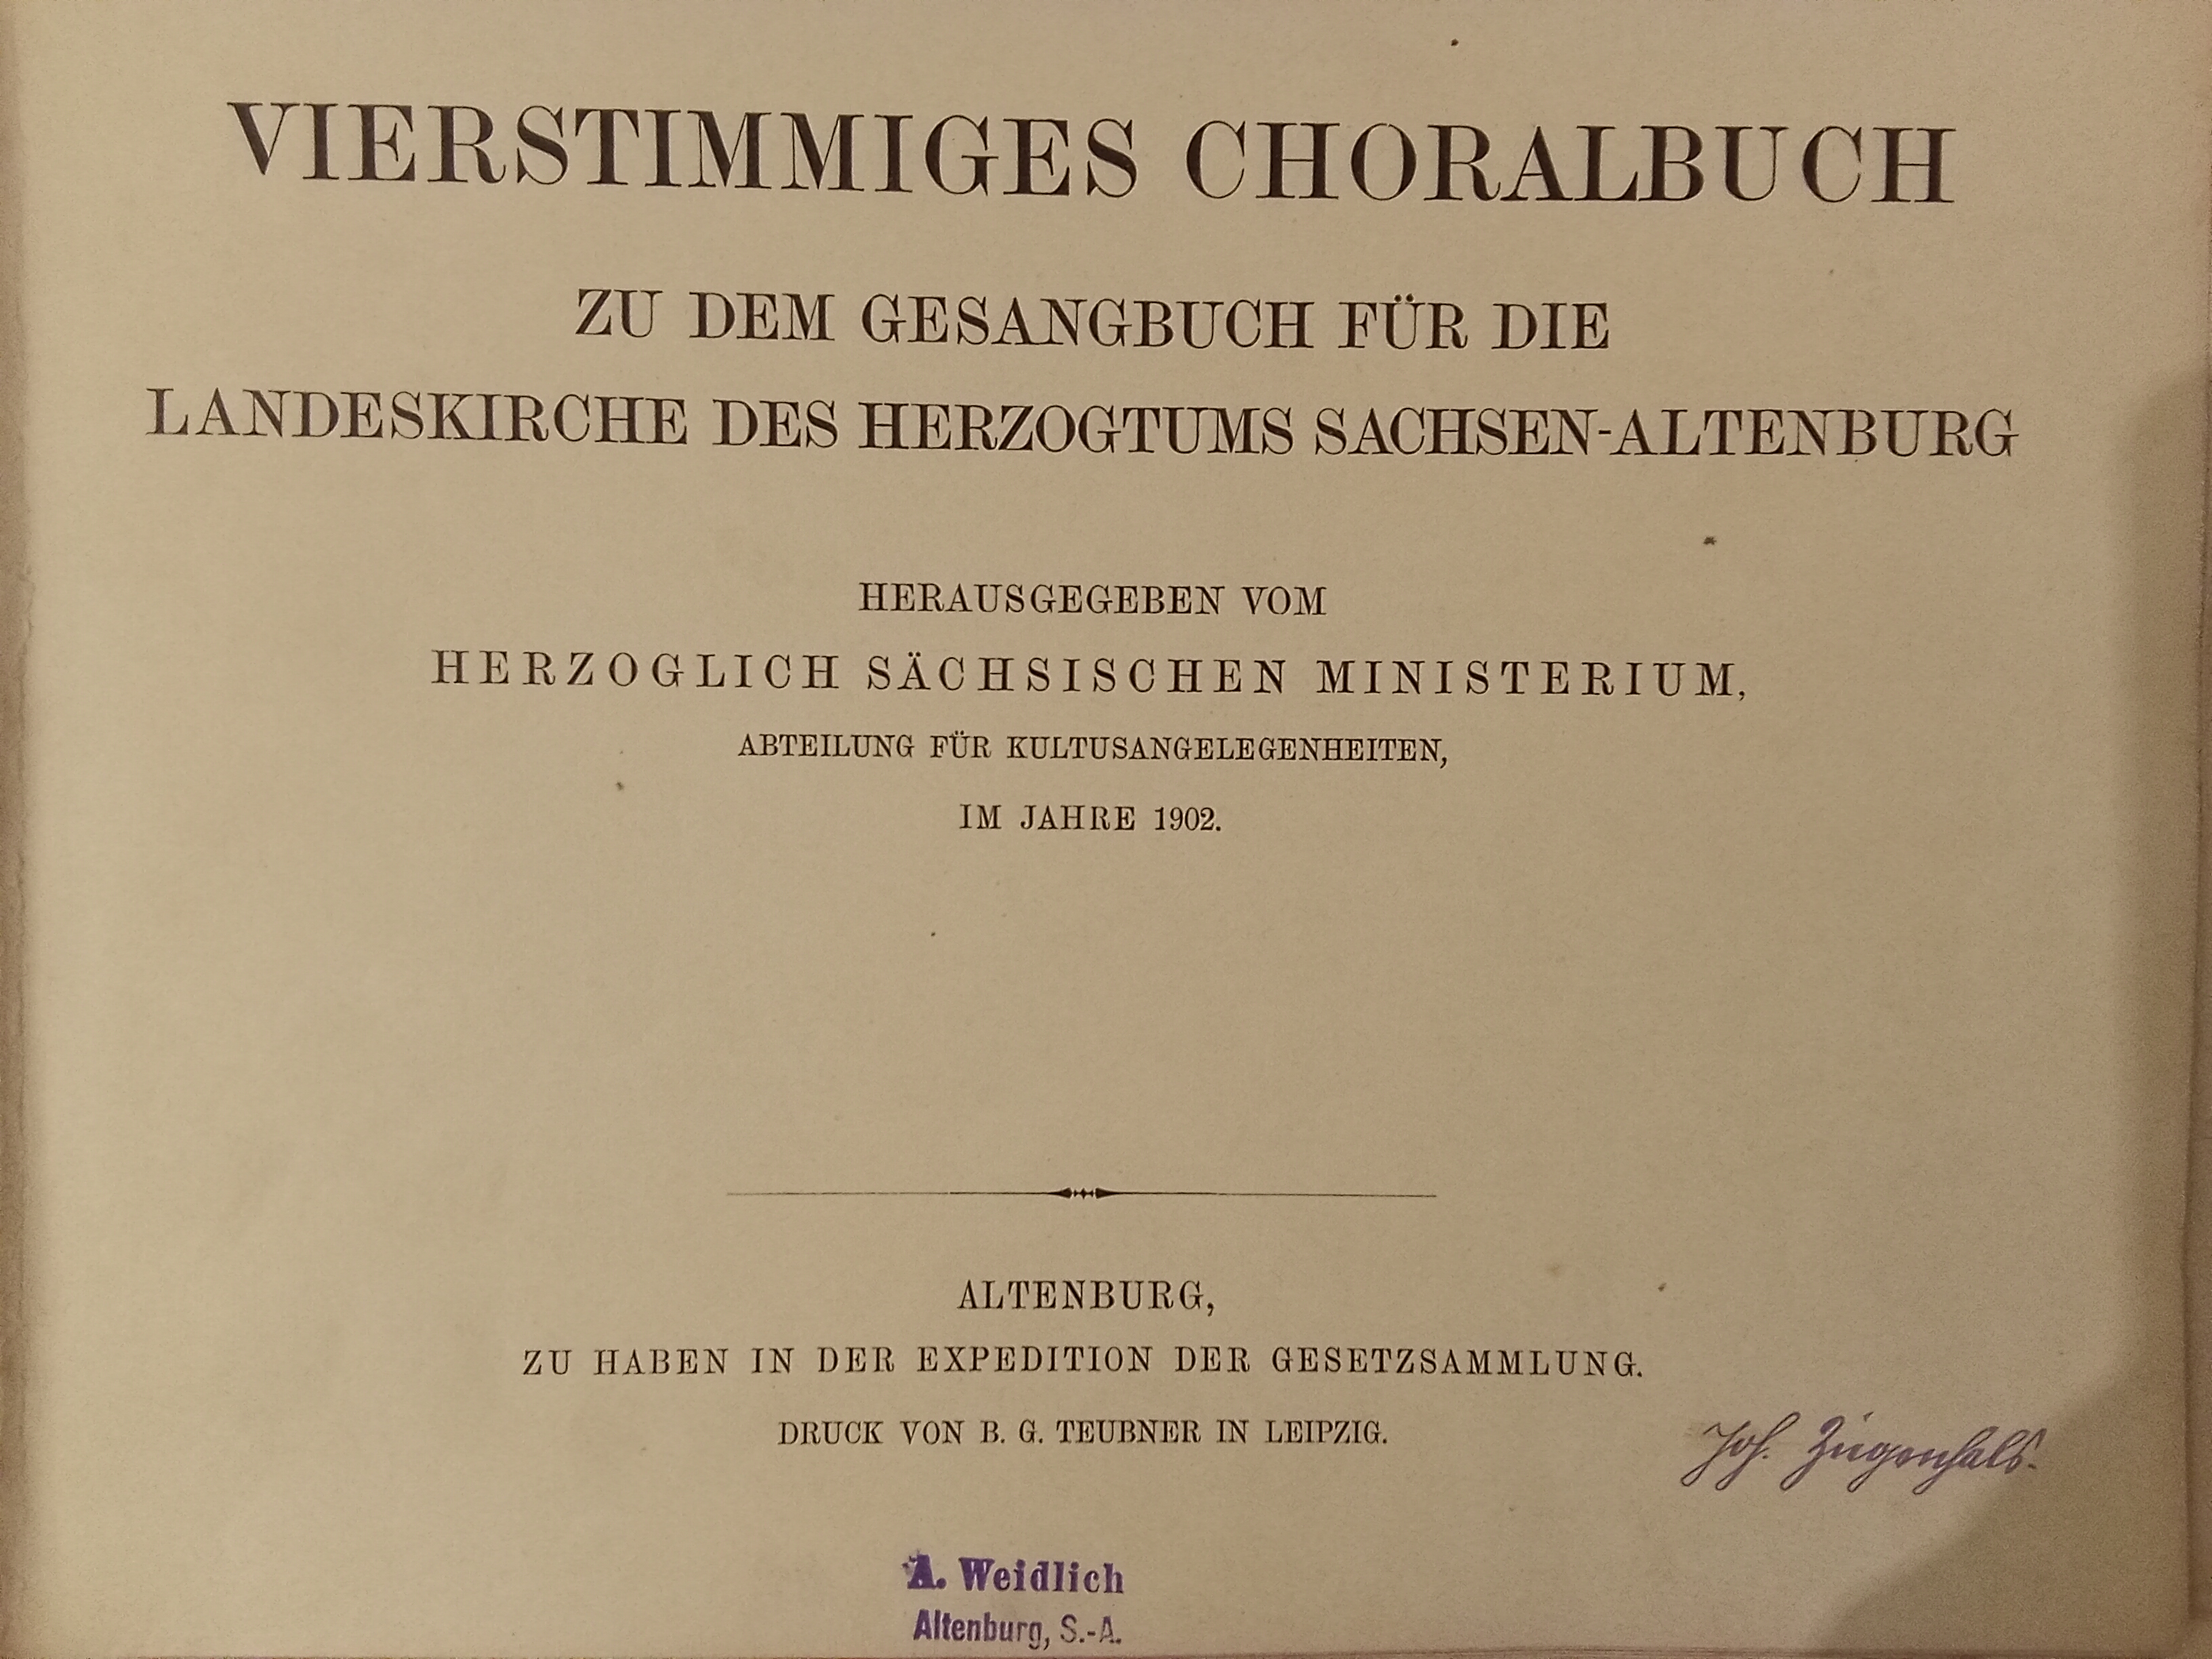 VIERSTIMMIGES CHORALBUCH
ZU DEM GESANGBUCH FÜR DIE
LANDESKIRCHE DES HERZOGTUMS SACHSEN-ALTENBURG
HERAUSGEGEBEN VOM
HERZOGLICH SÄCHSISCHEN MINISTERIUM,
ABTEILUNG FÜR KULTUSANGELEGENHEITEN,
IM JAHRE 1902.
ALTENBURG,
ZU HABEN IN DER EXPEDITION DER GESETZSAMMLUNG.
DRUCK VON B. G. TEUBNER IN LEIPZIG.
Joh. Ziegenhals.
A. Weidlich
Altenburg, S.-A.